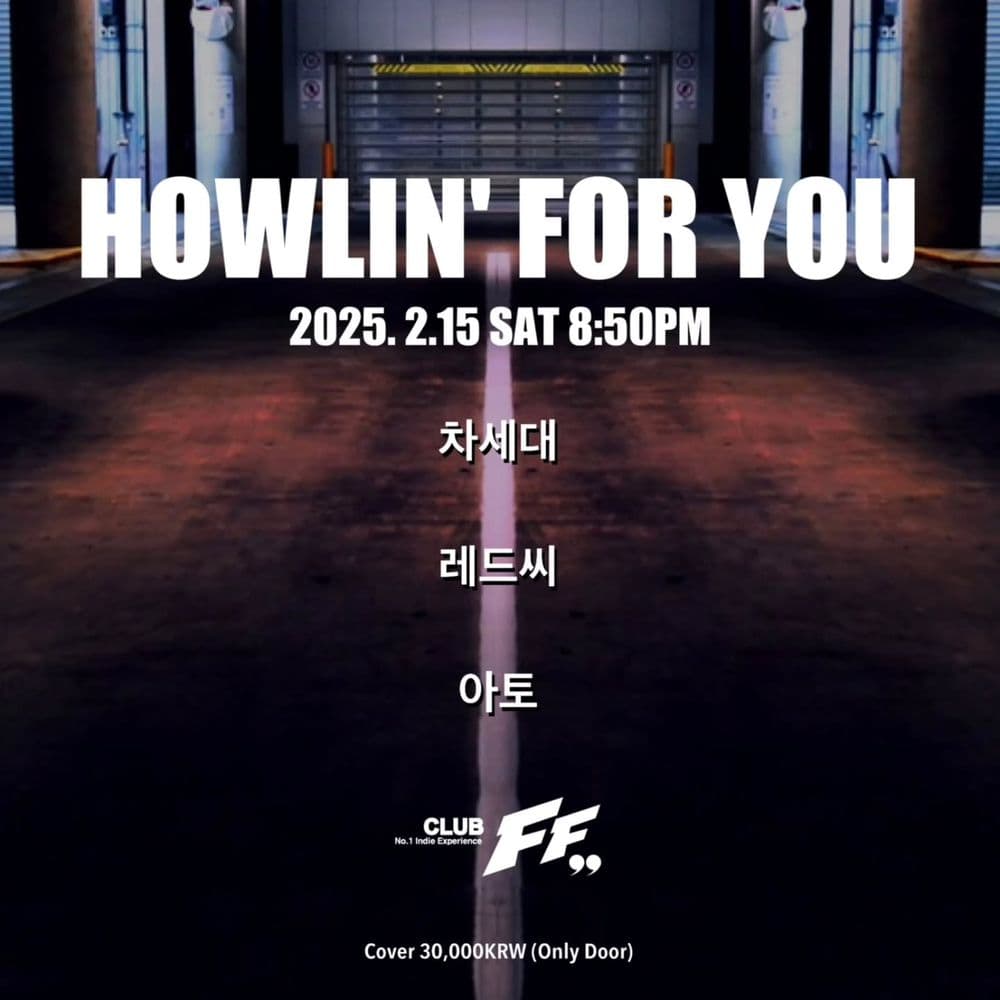 HOWLIN' FOR YOU
2025. 2.15 SAT 8:50PM
차세대
레드씨
아토
CLUB FF,,
No.1 Indie Experience
Cover 30,000KRW (Only Door)